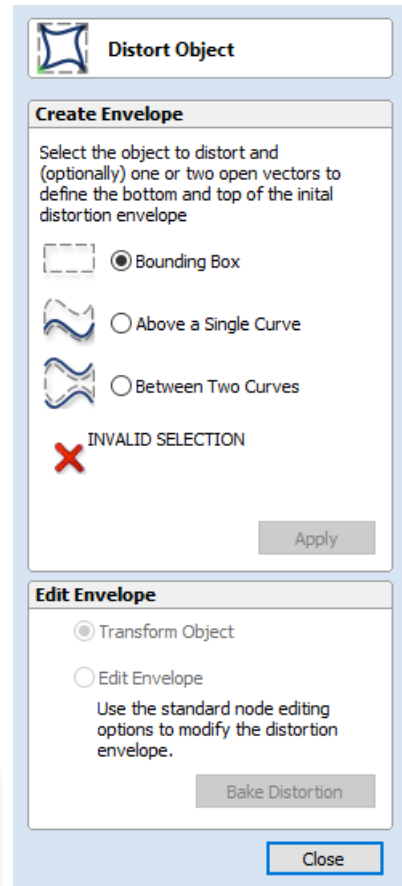 Distort Object
Create Envelope
Select the object to distort and
(optionally) one or two open vectors to
define the bottom and top of the inital
distortion envelope
Bounding Box
Above a Single Curve
Between Two Curves
INVALID SELECTION
Apply
Edit Envelope
Transform Object
Edit Envelope
Use the standard node editing
options to modify the distortion
envelope.
Bake Distortion
Close